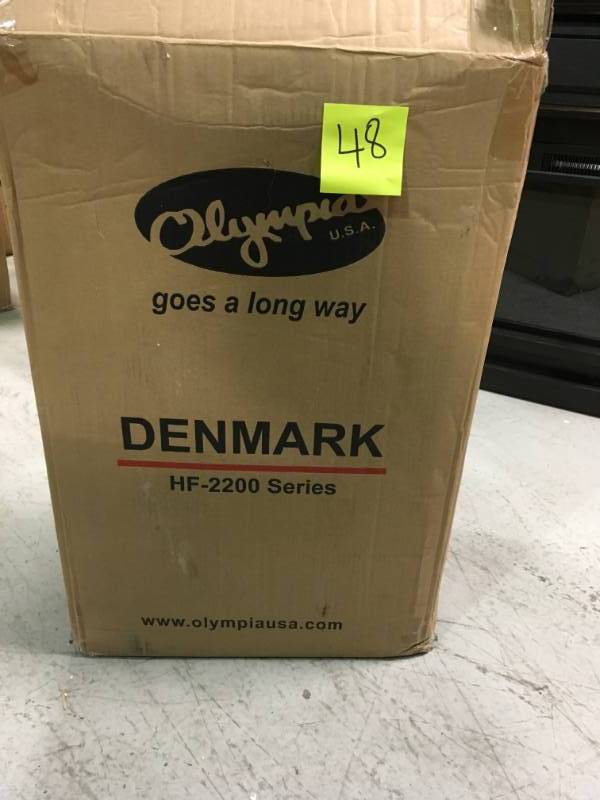 48
Olympia
U.S.A.
goes a long way
DENMARK
HF-2200 Series
www.olympiausa.com